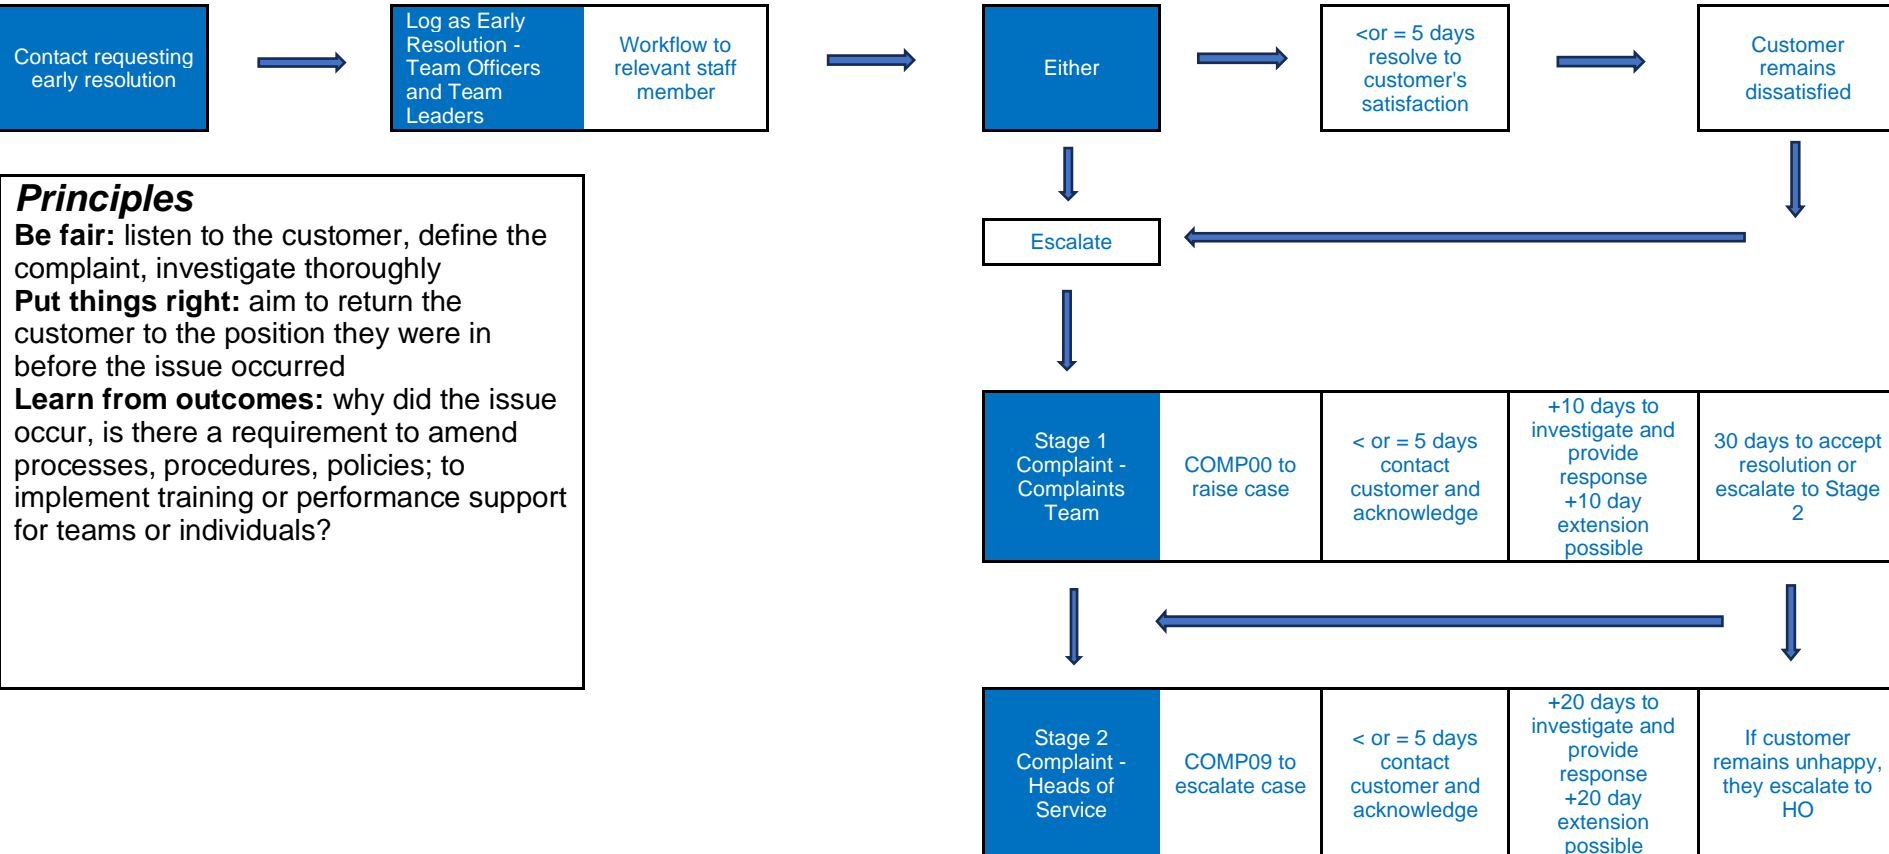 Contact requesting
early resolution
Log as Early
Resolution -
Team Officers
and Team
Leaders
Workflow to
relevant staff
member
Either
<or = 5 days
resolve to
customer's
satisfaction
Customer
remains
dissatisfied
Principles
Be fair: listen to the customer, define the
complaint, investigate thoroughly
Put things right: aim to return the
customer to the position they were in
before the issue occurred
Learn from outcomes: why did the issue
occur, is there a requirement to amend
processes, procedures, policies; to
implement training or performance support
for teams or individuals?
Escalate
Stage 1
Complaint -
Complaints
Team
COMP00 to
raise case
< or = 5 days
contact
customer and
acknowledge
+10 days to
investigate and
provide
response
+10 day
extension
possible
30 days to accept
resolution or
escalate to Stage
2
Stage 2
Complaint -
Heads of
Service
COMP09 to
escalate case
< or = 5 days
contact
customer and
acknowledge
+20 days to
investigate and
provide
response
+20 day
extension
possible
If customer
remains unhappy,
they escalate to
HO